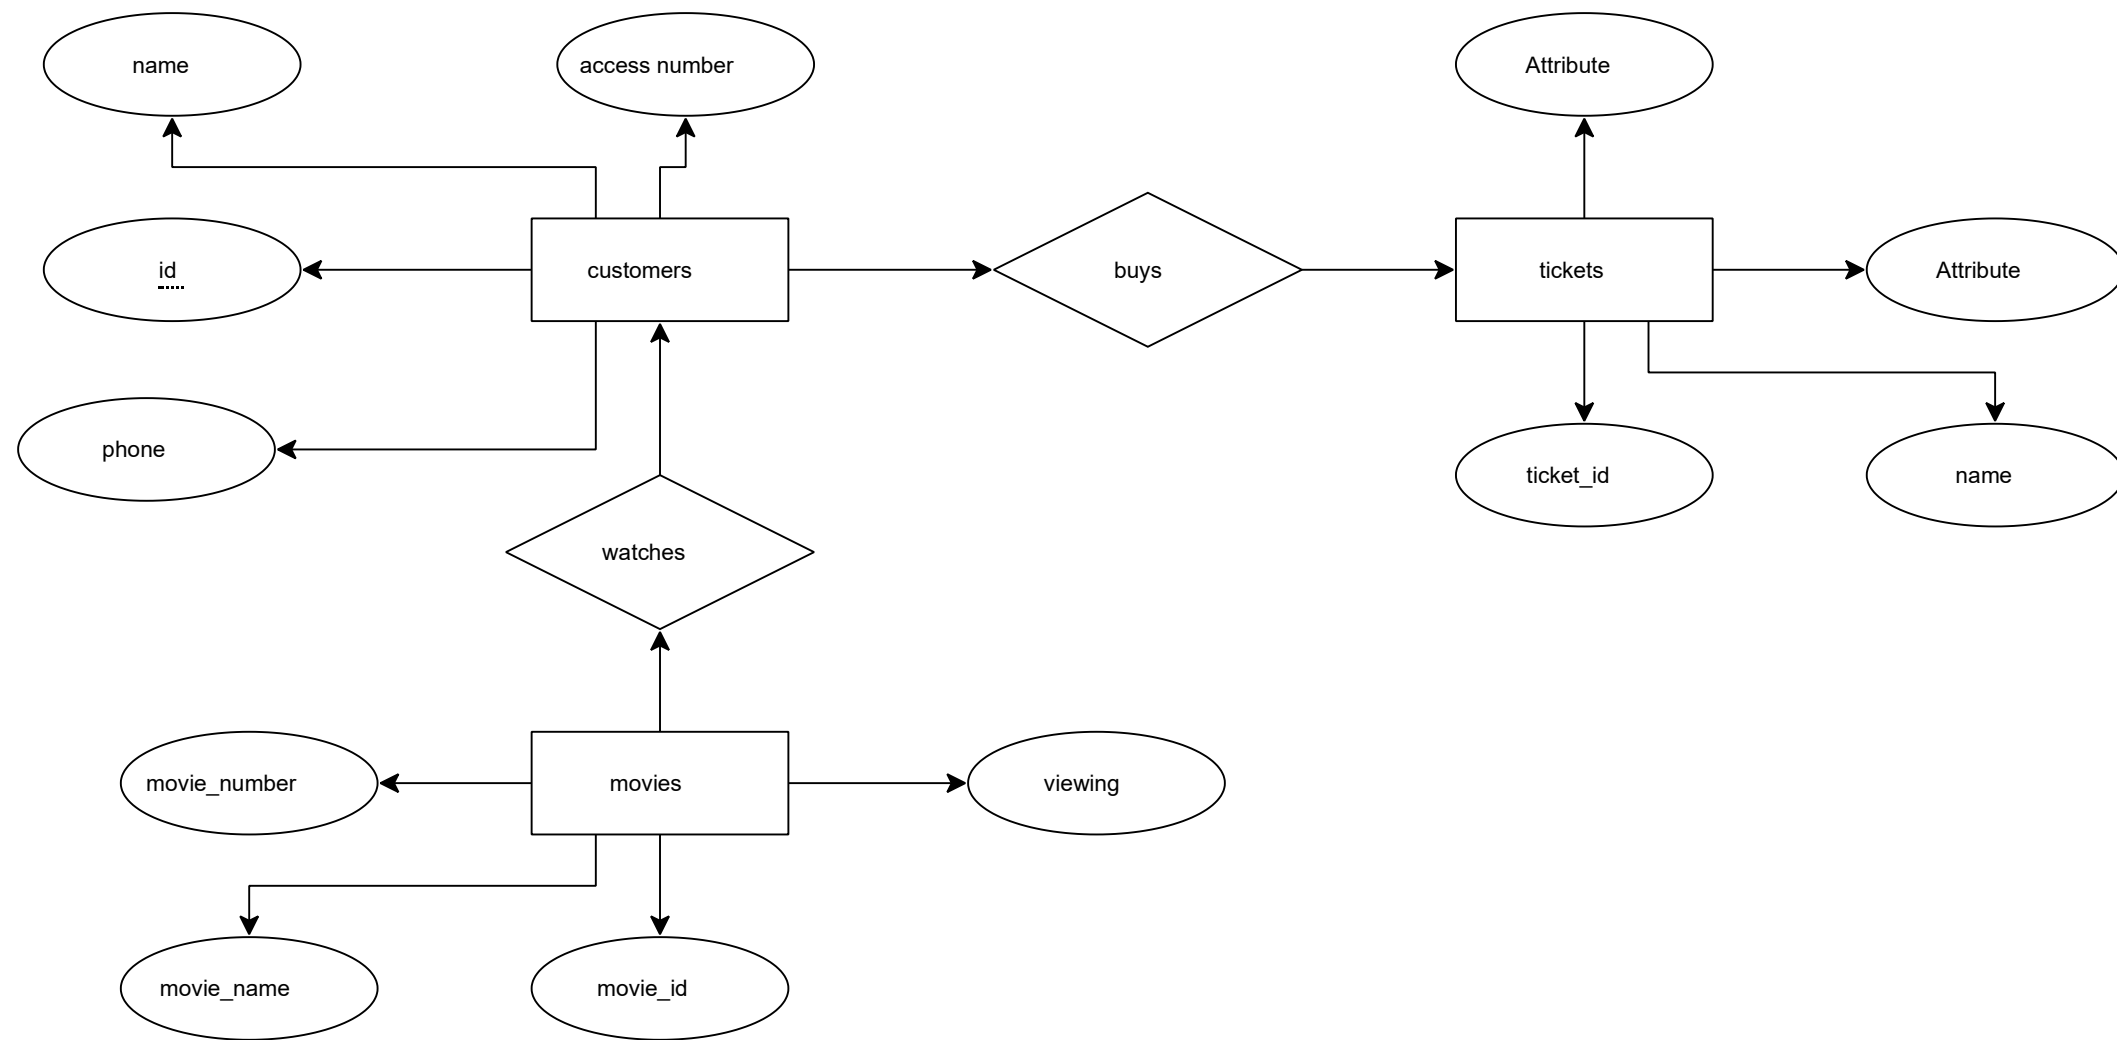 name
access number
Attribute
id
customers
buys
tickets
Attribute
phone
ticket_id
name
watches
movie_number
movies
viewing
movie_name
movie_id